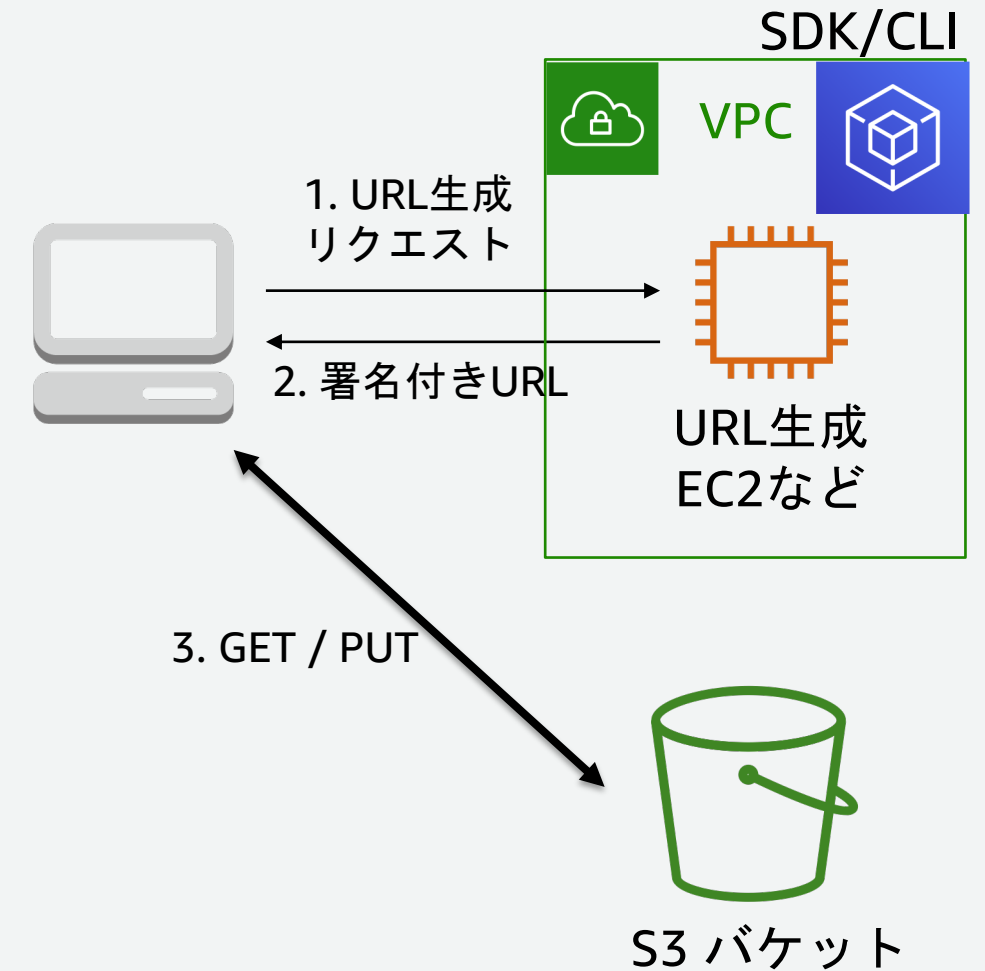 SDK/CLI
VPC
1. URL生成
リクエスト
2. 署名付きURL
URL生成
EC2など
3. GET / PUT
S3 バケット